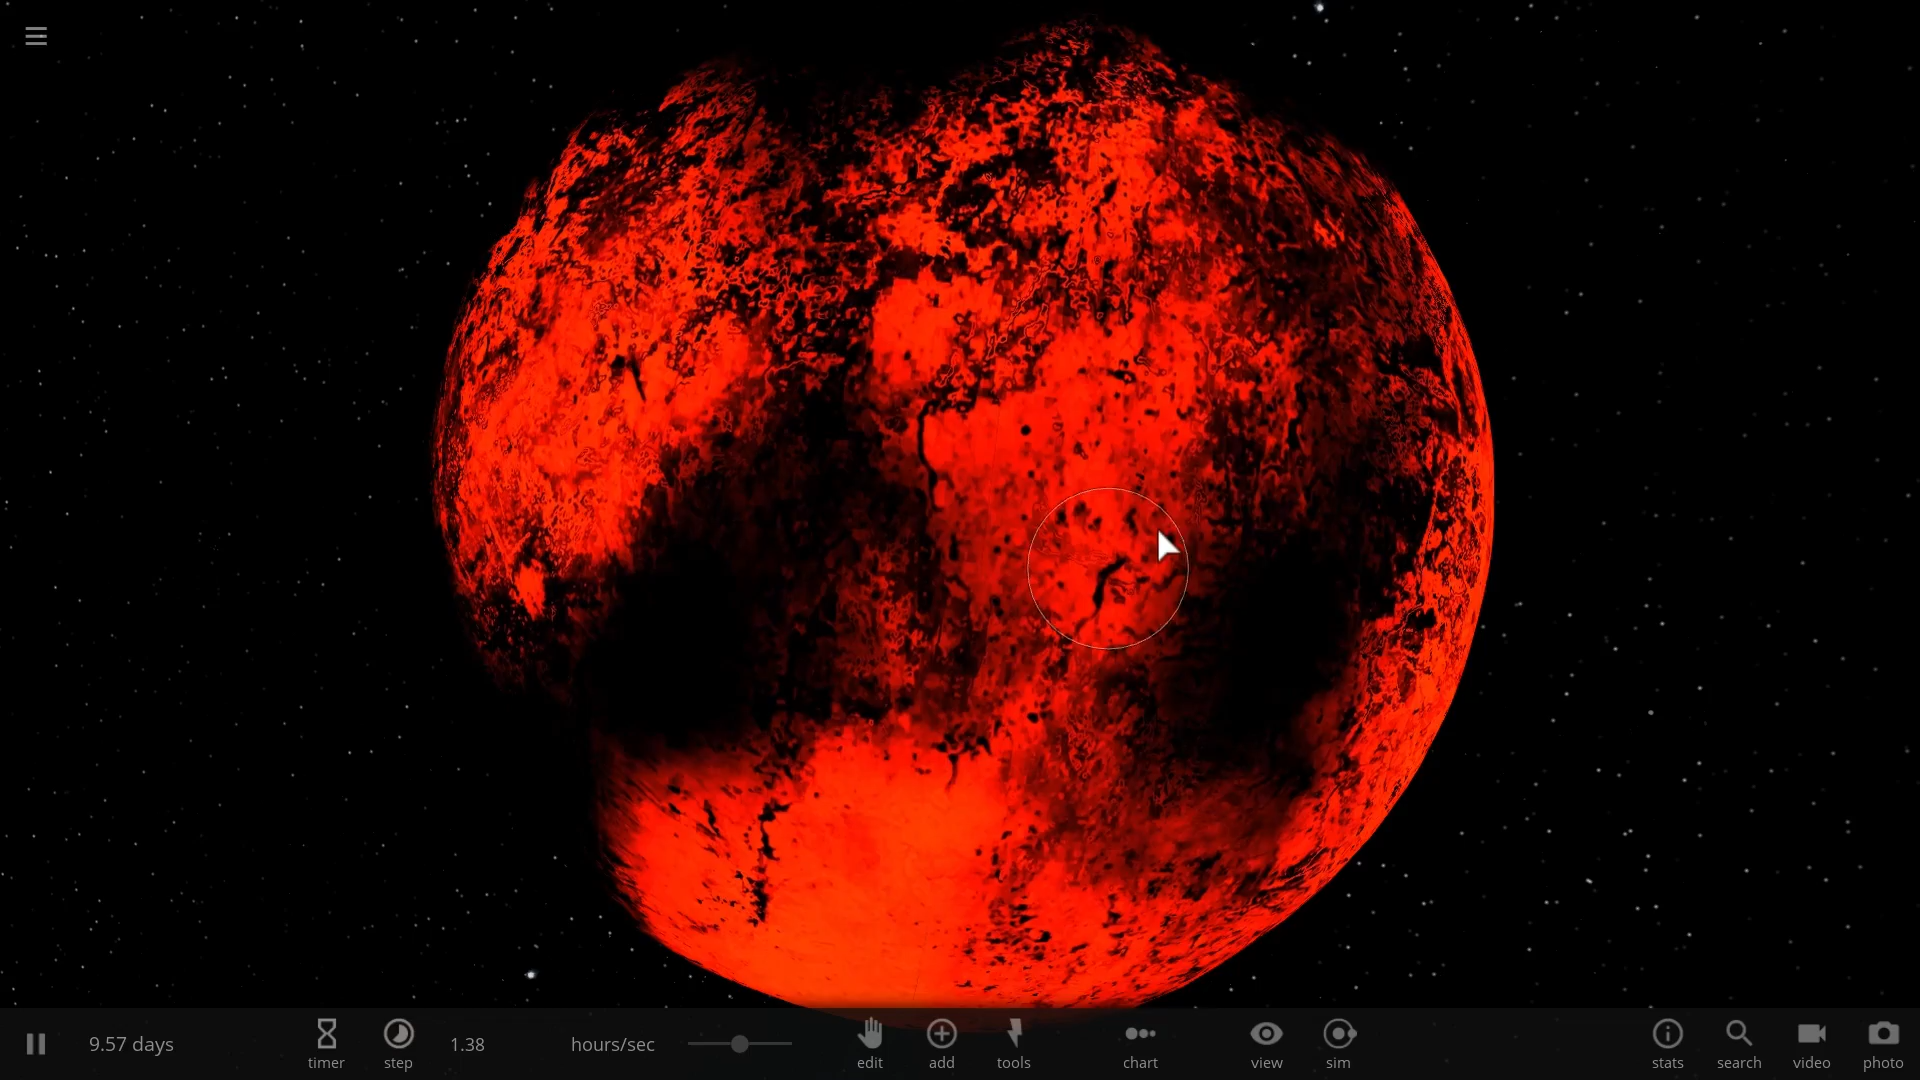 9.57 days
timer
step
1.38
hours/sec
edit
add
tools
chart
view
sim
stats
search
video
photo